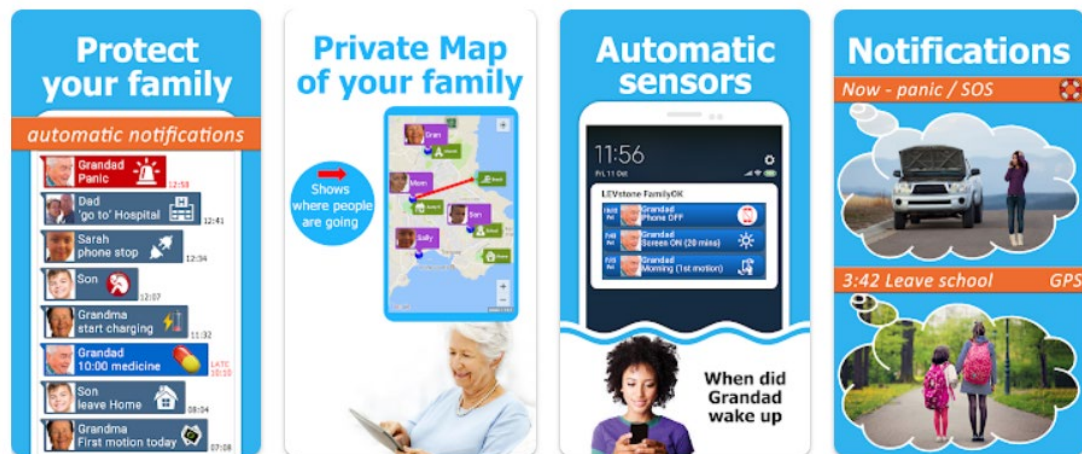 Protect
your family
automatic notifications
Grandad
Panic
12:58
Dad
'go to' Hospital
12:41
Sarah
phone stop
12:34
Son
12:07
Grandma
start charging
11:32
Grandad
10:00 medicine
LATE
10:10
Son
leave Home
08:04
Grandma
First motion today
07:08
Private Map
of your family
Shows
where people
are going
Gran
Mom
Son
Sally
Automatic
sensors
11:56
Fri, 11 Oct
LEVstone FamilyOK
Grandad
Phone OFF
Grandad
Screen ON (20 mins)
Grandad
Morning (1st motion)
When did
Grandad
wake up
Notifications
Now - panic / SOS
3:42 Leave school GPS